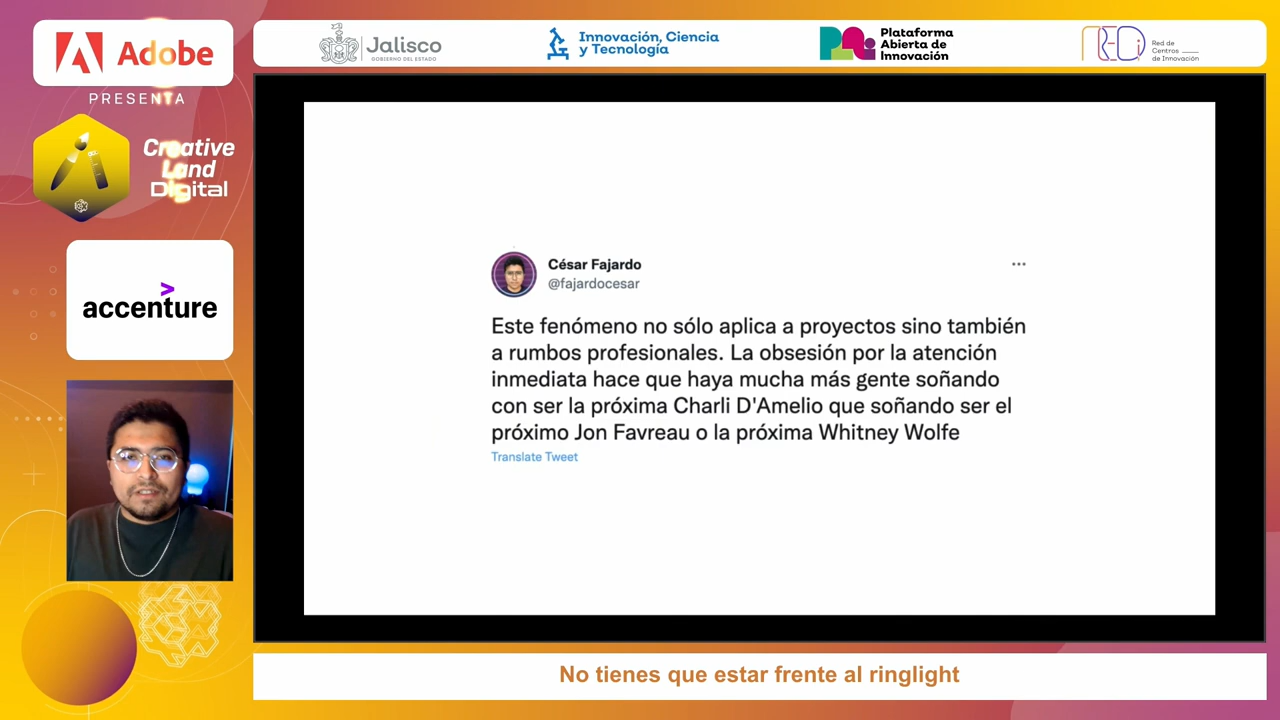 Adobe
PRESENTA
Creative
Land
Digital
accenture
Jalisco
GOBIERNO DEL ESTADO
Innovación, Ciencia
y Tecnología
Plataforma
Abierta de
Innovación
REDi
Red de
Centros
de Innovación
César Fajardo
@fajardocesar
Este fenómeno no sólo aplica a proyectos sino también
a rumbos profesionales. La obsesión por la atención
inmediata hace que haya mucha más gente soñando
con ser la próxima Charli D'Amelio que soñando ser el
próximo Jon Favreau o la próxima Whitney Wolfe
Translate Tweet
No tienes que estar frente al ringlight